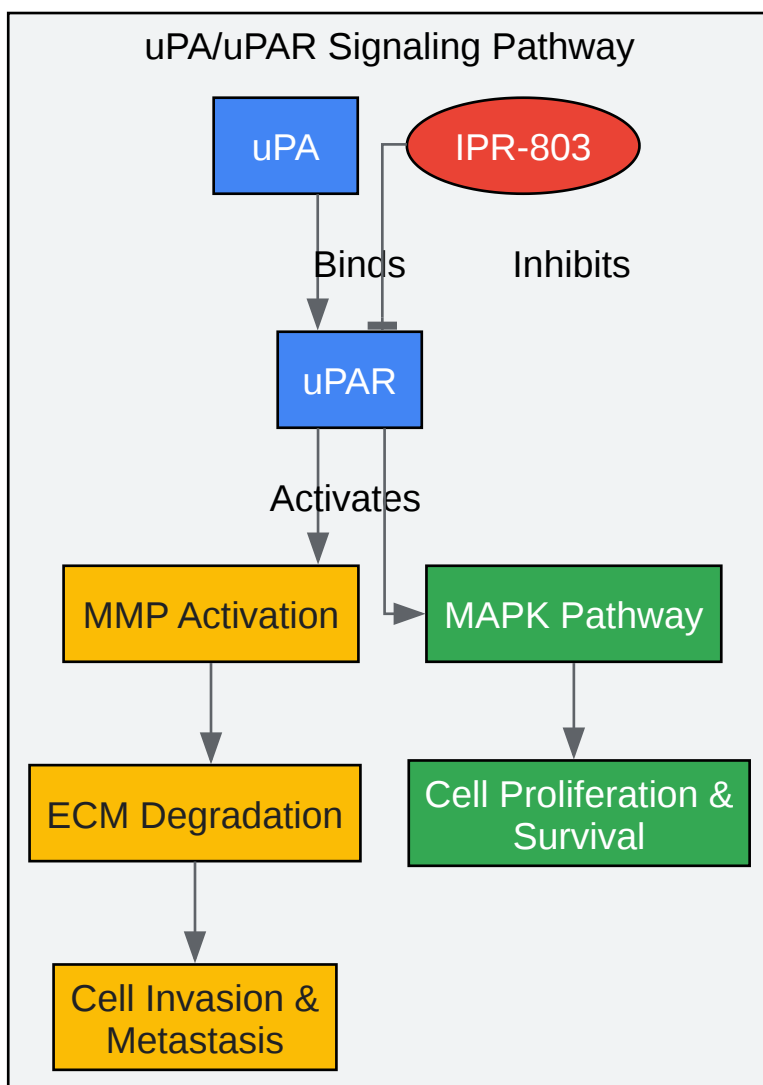 uPA/uPAR Signaling Pathway
uPA
IPR-803
Binds
Inhibits
uPAR
Activates
MMP Activation
MAPK Pathway
ECM Degradation
Cell Proliferation &
Survival
Cell Invasion &
Metastasis